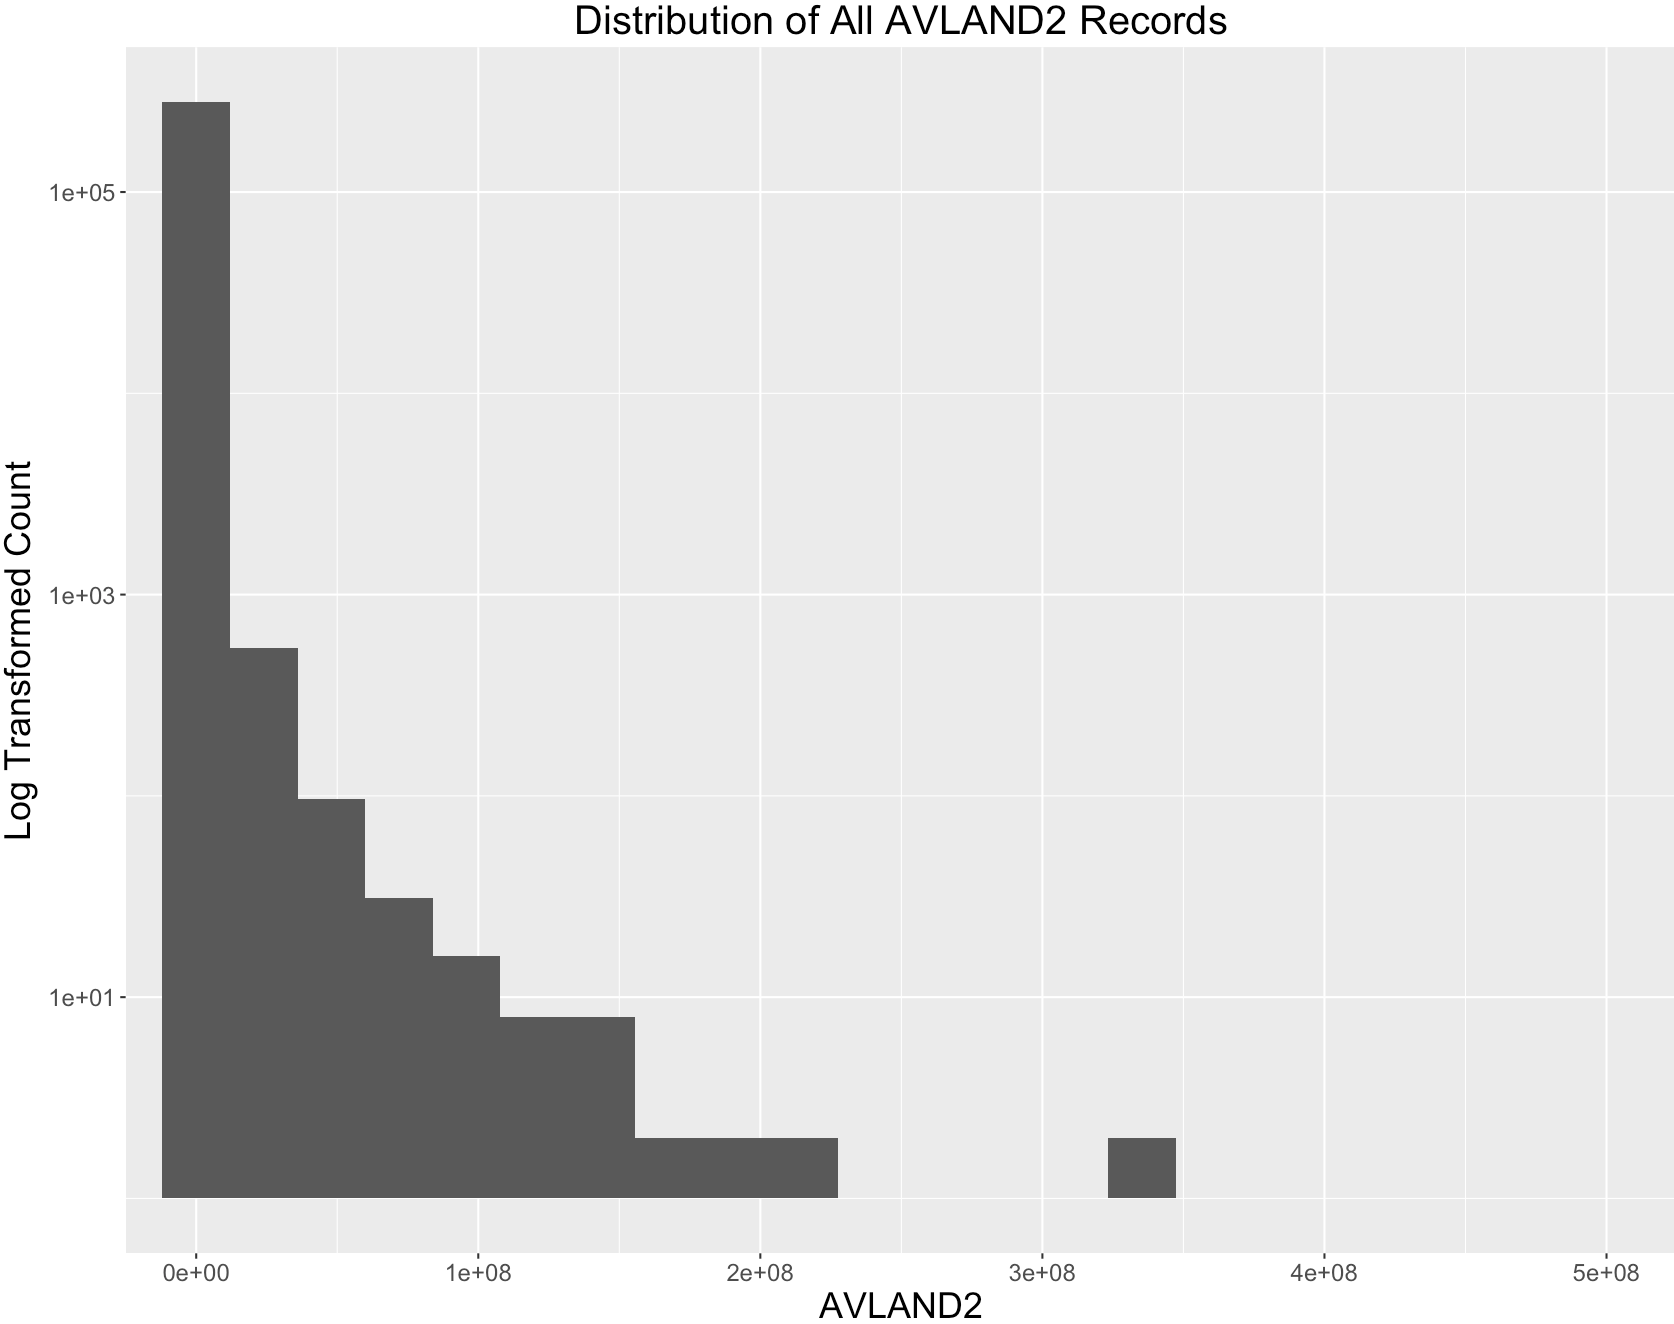 Distribution of All AVLAND2 Records
Log Transformed Count
1e+05
1e+03
1e+01
0e+00 1e+08 2e+08 3e+08 4e+08 5e+08
AVLAND2